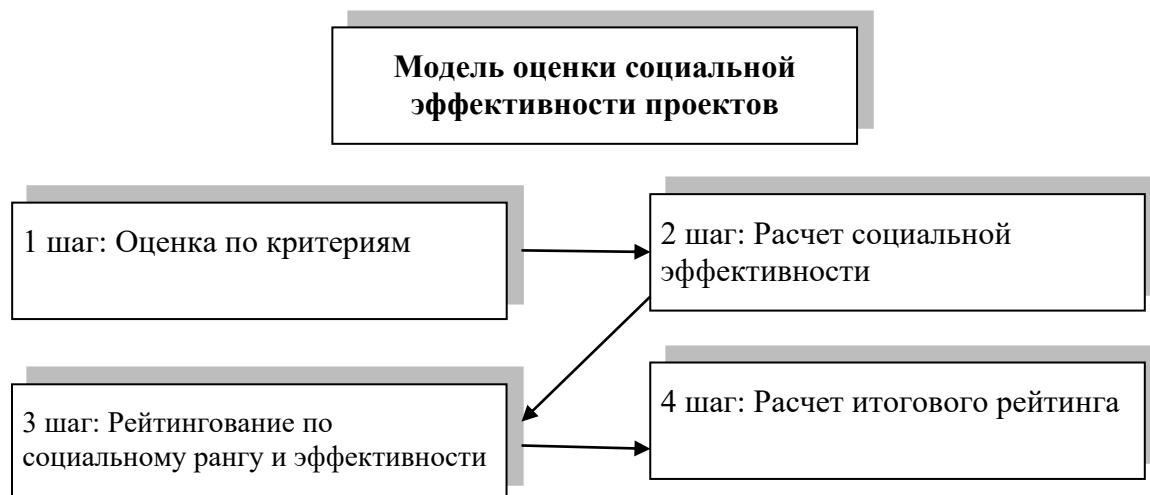 Модель оценки социальной
эффективности проектов
1 шаг: Оценка по критериям
2 шаг: Расчет социальной
эффективности
3 шаг: Рейтингование по
социальному рангу и эффективности
4 шаг: Расчет итогового рейтинга